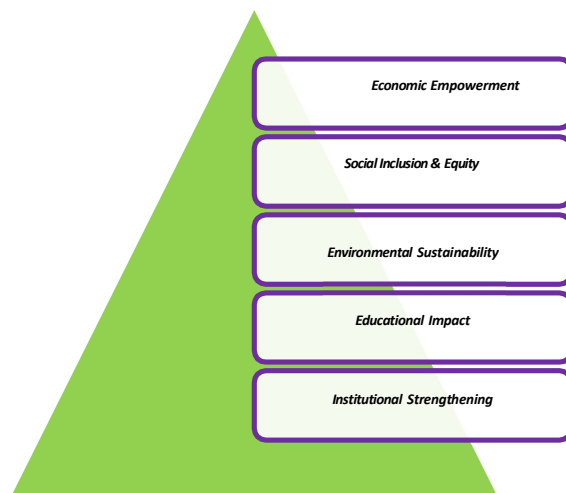 Economic Empowerment
Social Inclusion & Equity
Environmental Sustainability
Educational Impact
Institutional Strengthening